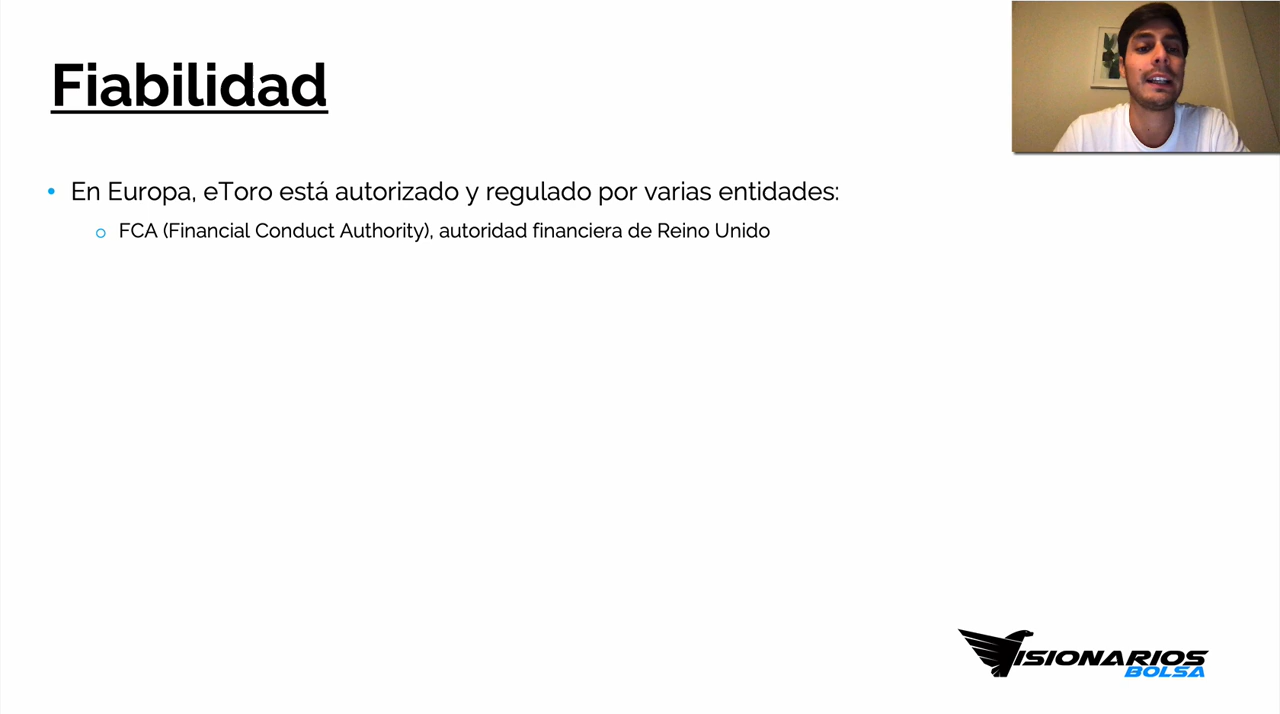 Fiabilidad
En Europa, eToro está autorizado y regulado por varias entidades:
FCA (Financial Conduct Authority), autoridad financiera de Reino Unido
VISIONARIOS
BOLSA